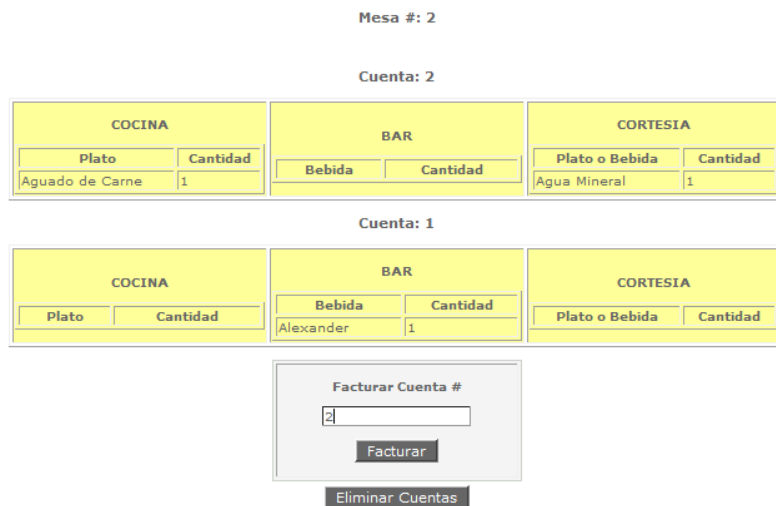 Mesa #: 2
Cuenta: 2
COCINA
Plato Cantidad
Aguado de Carne 1
BAR
Bebida Cantidad
CORTESIA
Plato o Bebida Cantidad
Agua Mineral 1
Cuenta: 1
COCINA
Plato Cantidad
BAR
Bebida Cantidad
Alexander 1
CORTESIA
Plato o Bebida Cantidad
Facturar Cuenta #
2
Facturar
Eliminar Cuentas